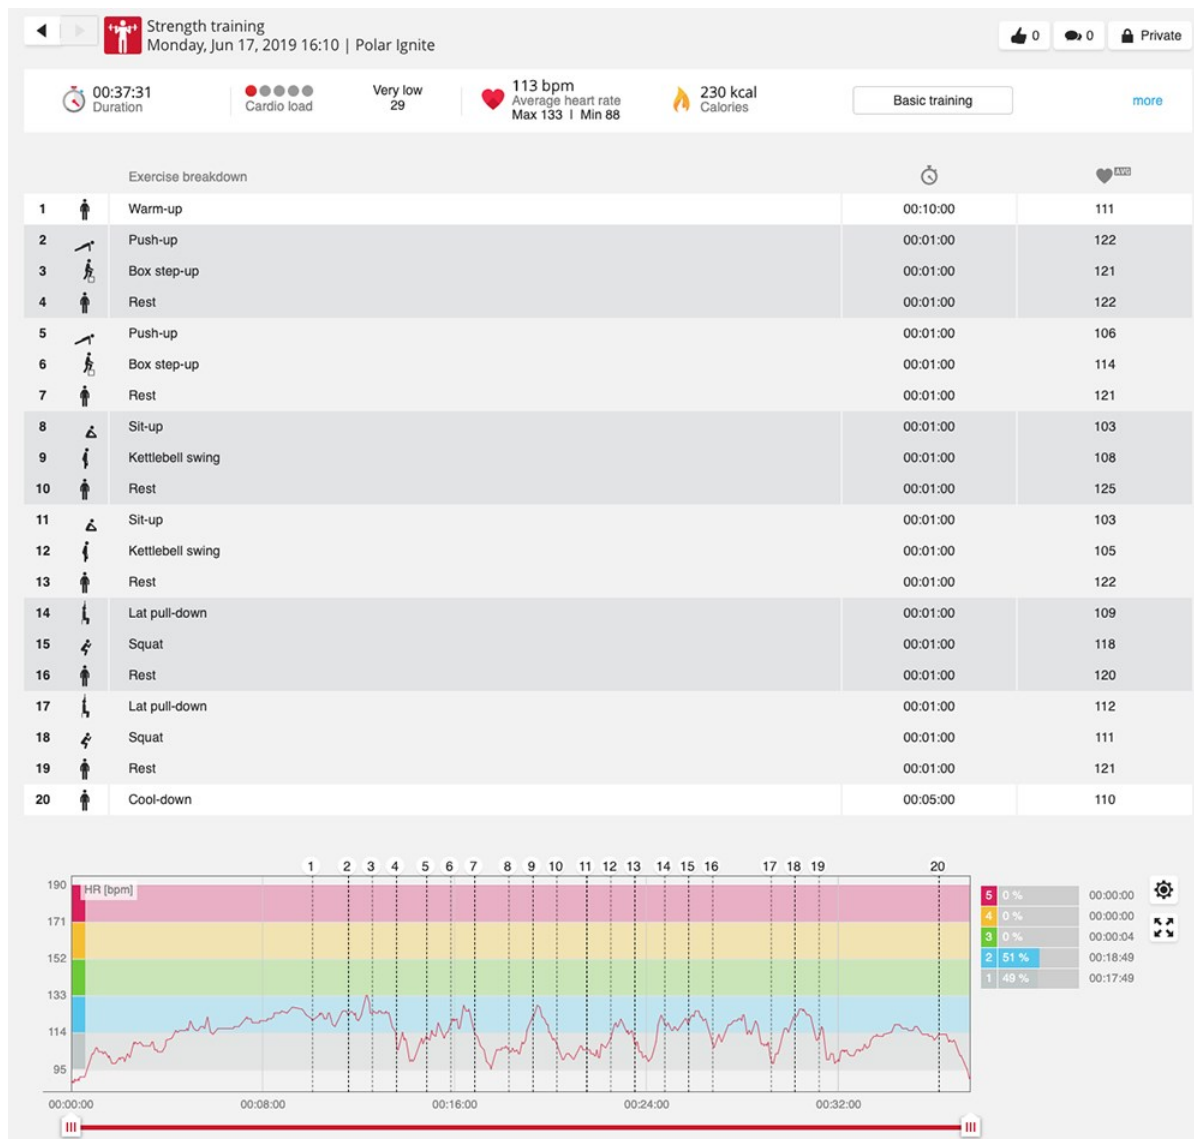 Strength training
Monday, Jun 17, 2019 16:10 | Polar Ignite
0
0
Private
00:37:31
Duration
Cardio load
Very low
29
113 bpm
Average heart rate
Max 133 | Min 88
230 kcal
Calories
Basic training
more
Exercise breakdown AVG
1 Warm-up 00:10:00 111
2 Push-up 00:01:00 122
3 Box step-up 00:01:00 121
4 Rest 00:01:00 122
5 Push-up 00:01:00 106
6 Box step-up 00:01:00 114
7 Rest 00:01:00 121
8 Sit-up 00:01:00 103
9 Kettlebell swing 00:01:00 108
10 Rest 00:01:00 125
11 Sit-up 00:01:00 103
12 Kettlebell swing 00:01:00 105
13 Rest 00:01:00 122
14 Lat pull-down 00:01:00 109
15 Squat 00:01:00 118
16 Rest 00:01:00 120
17 Lat pull-down 00:01:00 112
18 Squat 00:01:00 111
19 Rest 00:01:00 121
20 Cool-down 00:05:00 110
1 2 3 4 5 6 7 8 9 10 11 12 13 14 15 16 17 18 19 20
HR [bpm]
190
171
152
133
114
95
00:00:00 00:08:00 00:16:00 00:24:00 00:32:00
5 0 % 00:00:00
4 0 % 00:00:00
3 0 % 00:00:04
2 51 % 00:18:49
1 49 % 00:17:49